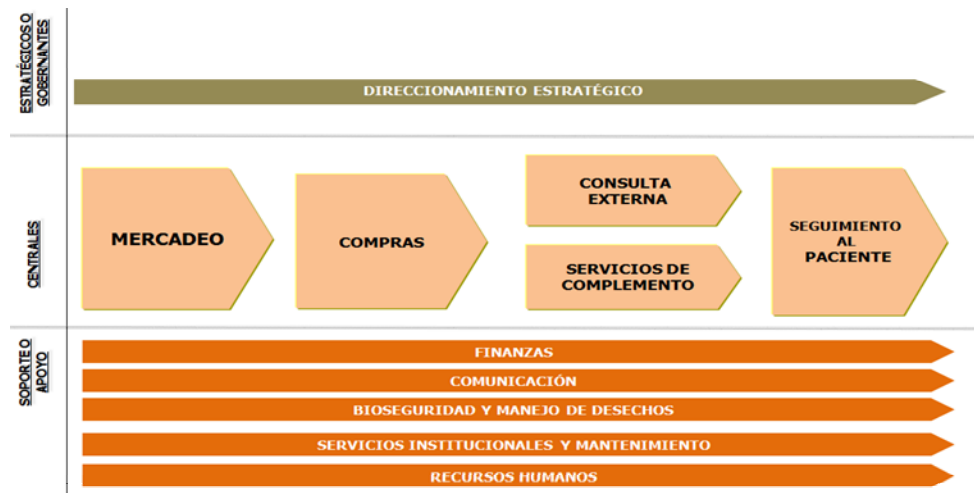 ESTRATÉGICOS O
GOBERNANTES
DIRECCIONAMIENTO ESTRATÉGICO
CENTRALES
MERCADEO
COMPRAS
CONSULTA
EXTERNA
SERVICIOS DE
COMPLEMENTO
SEGUIMIENTO
AL
PACIENTE
SOPORTE O
APOYO
FINANZAS
COMUNICACIÓN
BIOSEGURIDAD Y MANEJO DE DESECHOS
SERVICIOS INSTITUCIONALES Y MANTENIMIENTO
RECURSOS HUMANOS